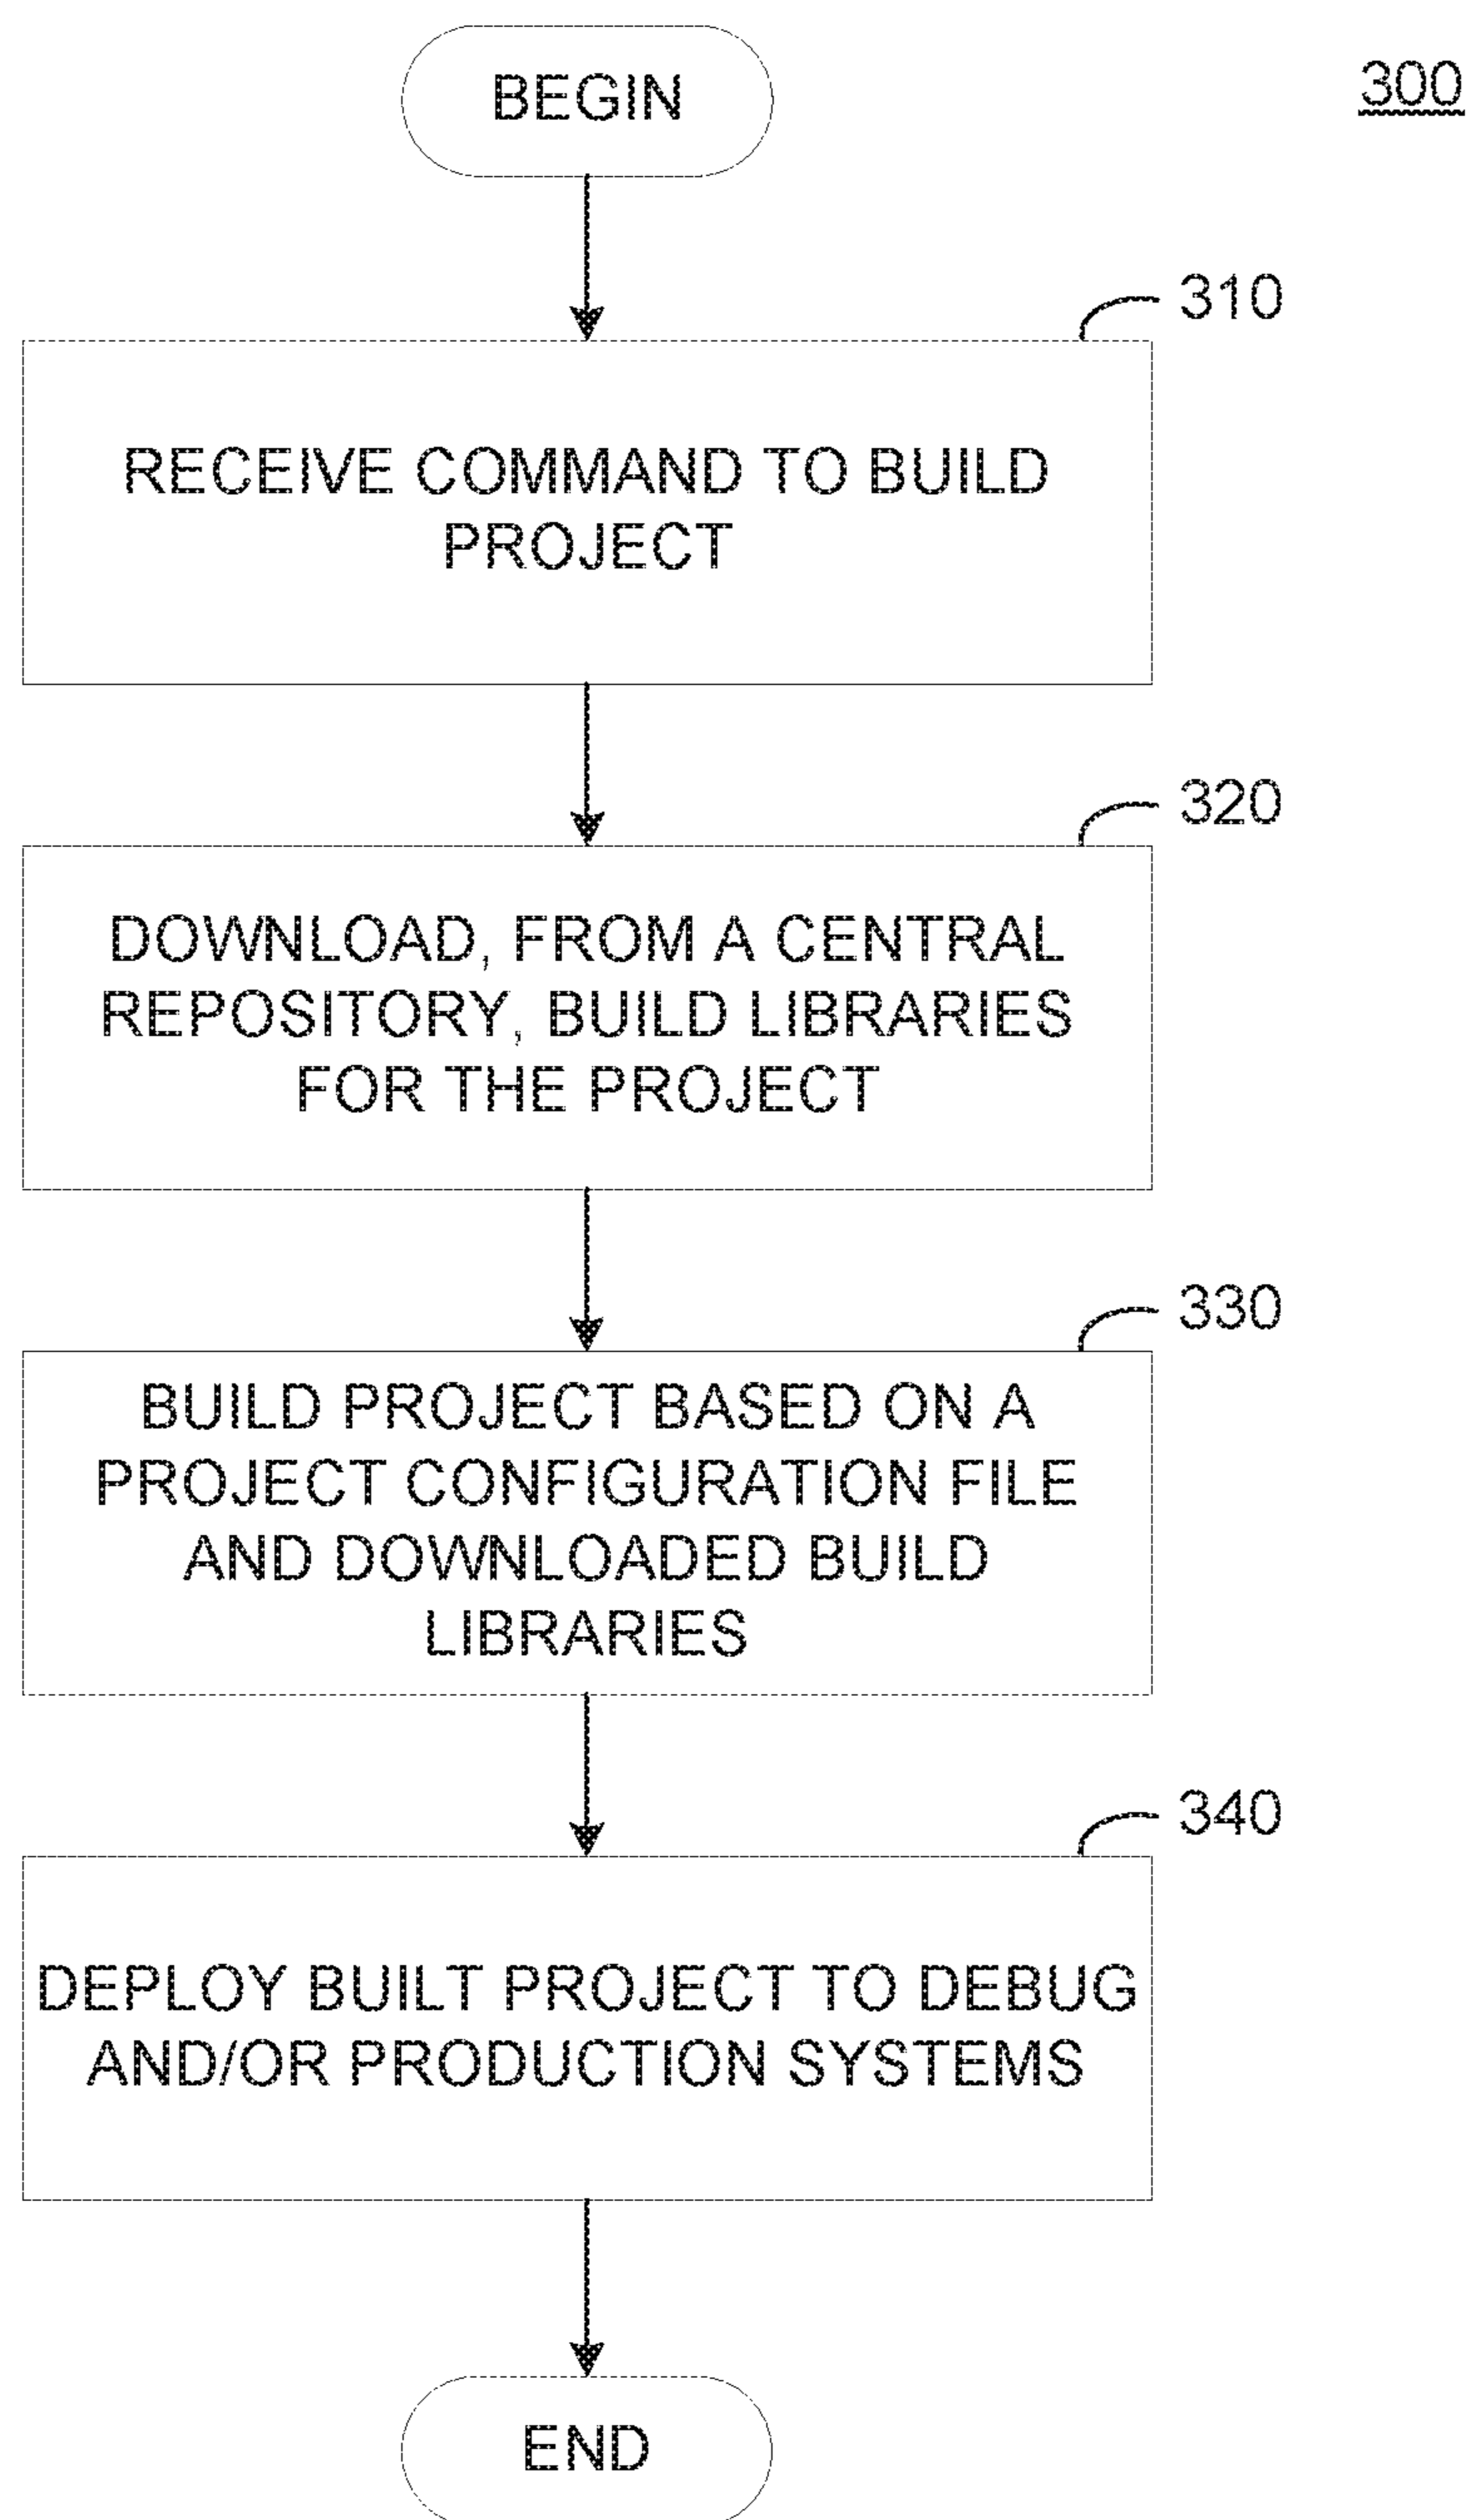 BEGIN
300
310
RECEIVE COMMAND TO BUILD
PROJECT
320
DOWNLOAD, FROM A CENTRAL
REPOSITORY, BUILD LIBRARIES
FOR THE PROJECT
330
BUILD PROJECT BASED ON A
PROJECT CONFIGURATION FILE
AND DOWNLOADED BUILD
LIBRARIES
340
DEPLOY BUILT PROJECT TO DEBUG
AND/OR PRODUCTION SYSTEMS
END